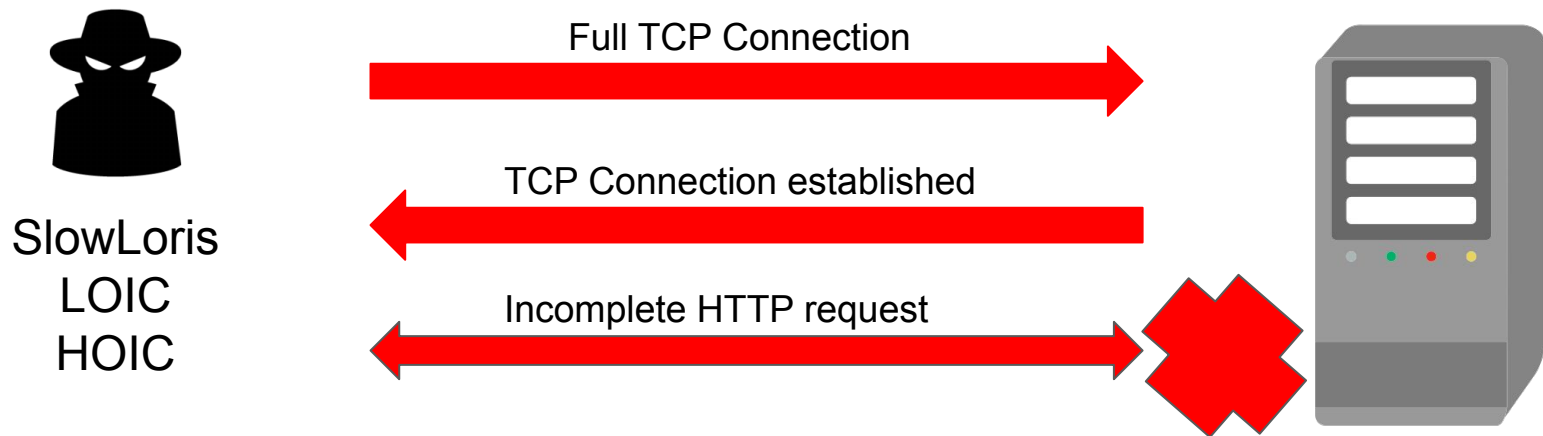 Full TCP Connection
TCP Connection established
SlowLoris
LOIC
HOIC
Incomplete HTTP request